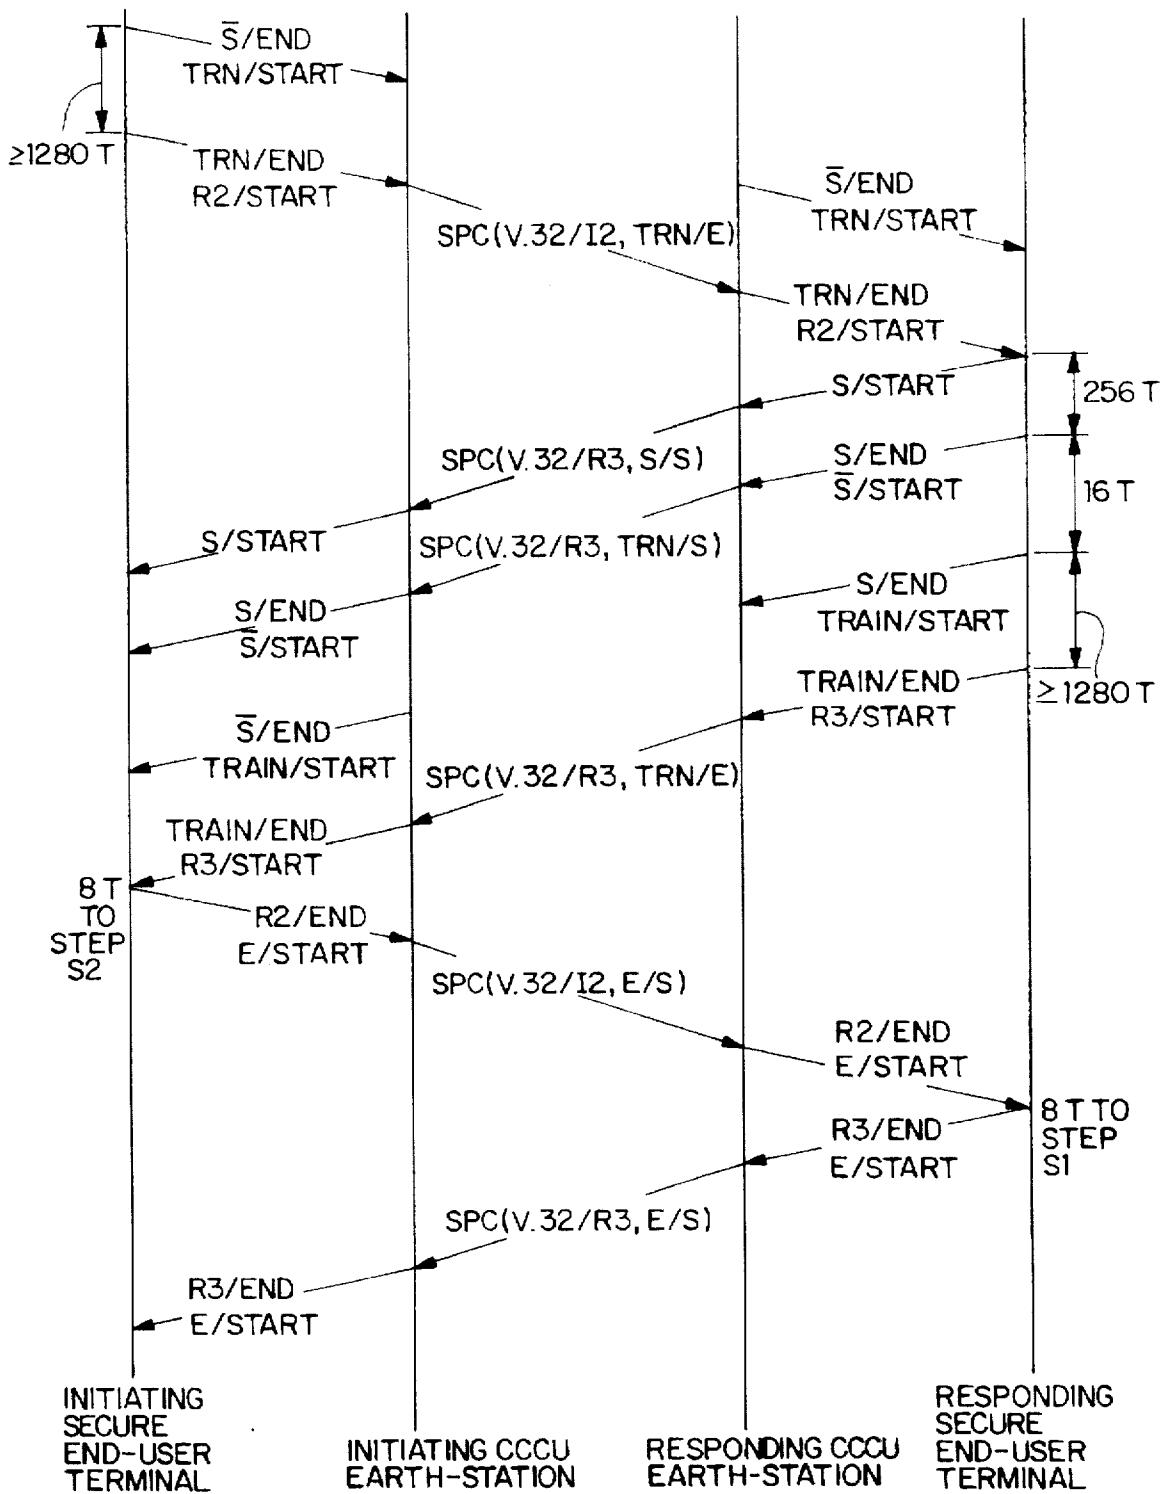 S̅/END
TRN/START
≥1280 T
TRN/END
R2/START
S̅/END
TRN/START
SPC(V.32/I2, TRN/E)
TRN/END
R2/START
S/START
256 T
SPC(V.32/R3, S/S)
S/END
S̅/START
16 T
S/START
SPC(V.32/R3, TRN/S)
S/END
TRAIN/START
S/END
S̅/START
TRAIN/END
R3/START
≥1280 T
S̅/END
TRAIN/START
SPC(V.32/R3, TRN/E)
TRAIN/END
R3/START
8 T
TO
STEP
S2
R2/END
E/START
SPC(V.32/I2, E/S)
R2/END
E/START
8 T TO
STEP
S1
R3/END
E/START
SPC(V.32/R3, E/S)
R3/END
E/START
INITIATING
SECURE
END-USER
TERMINAL
INITIATING CCCU
EARTH-STATION
RESPONDING CCCU
EARTH-STATION
RESPONDING
SECURE
END-USER
TERMINAL